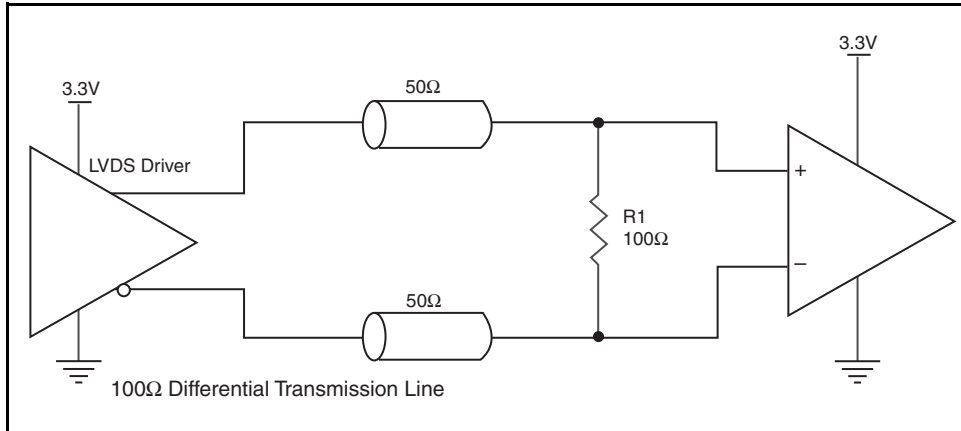 3.3V
3.3V
50Ω
LVDS Driver
+
R1
100Ω
–
50Ω
100Ω Differential Transmission Line